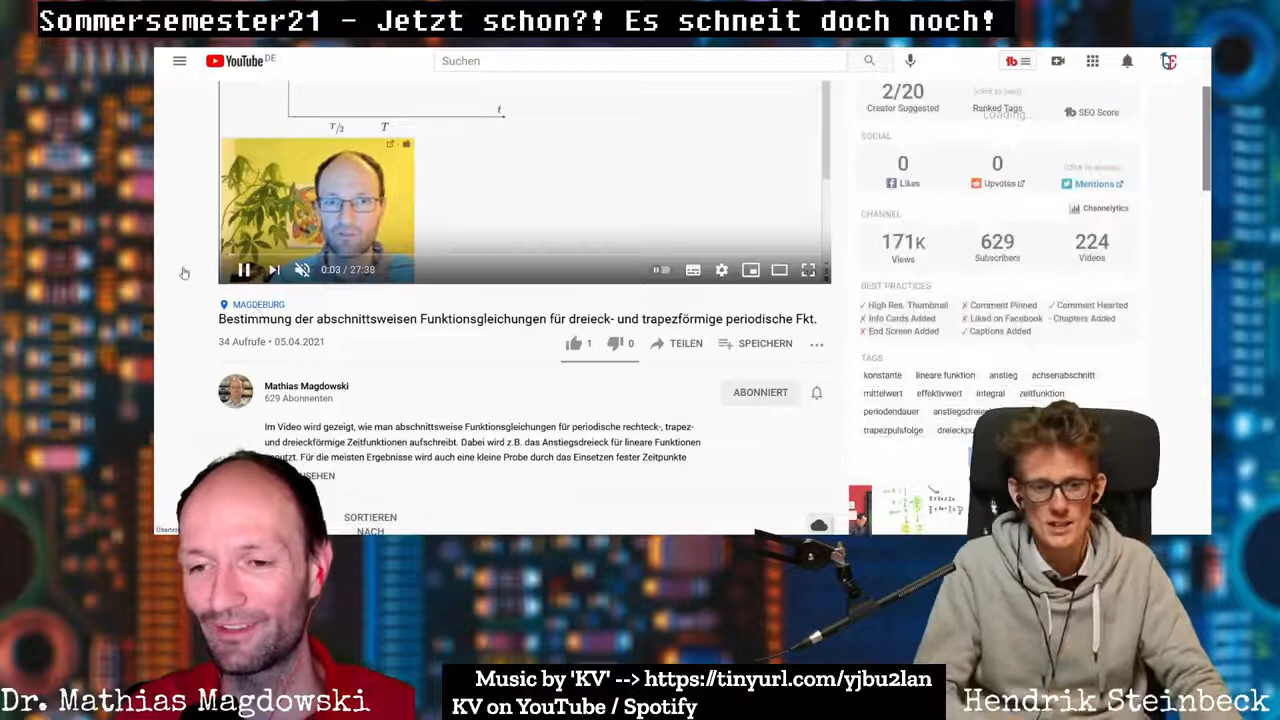 Sommersemester21 - Jetzt schon?! Es schneit doch noch!
YouTube DE
Suchen
t
T/2
T
0:03 / 27:38
MAGDEBURG
Bestimmung der abschnittsweisen Funktionsgleichungen für dreieck- und trapezförmige periodische Fkt.
34 Aufrufe • 05.04.2021
1
0
TEILEN
SPEICHERN
Mathias Magdowski
629 Abonnenten
ABONNIERT
Im Video wird gezeigt, wie man abschnittsweise Funktionsgleichungen für periodische rechteck-, trapez-
und dreieckförmige Zeitfunktionen aufschreibt. Dabei wird z.B. das Anstiegsdreieck für lineare Funktionen
Für die meisten Ergebnisse wird auch eine kleine Probe durch das Einsetzen fester Zeitpunkte
SORTIEREN
NACH
2/20
Creator Suggested
Ranked Tags
Loading...
SEO Score
SOCIAL
0
Likes
0
Upvotes
Mentions
Channelytics
CHANNEL
171K
Views
629
Subscribers
224
Videos
BEST PRACTICES
✓ High Res. Thumbnail
✗ Comment Pinned
✓ Comment Hearted
✗ Info Cards Added
✗ Liked on Facebook
- Chapters Added
✗ End Screen Added
✓ Captions Added
TAGS
konstante
lineare funktion
anstieg
achsenabschnitt
mittelwert
effektivwert
integral
zeitfunktion
periodendauer
trapezpulsfolge
Dr. Mathias Magdowski
Music by 'KV' --> https://tinyurl.com/yjbu2lan
KV on YouTube / Spotify
Hendrik Steinbeck